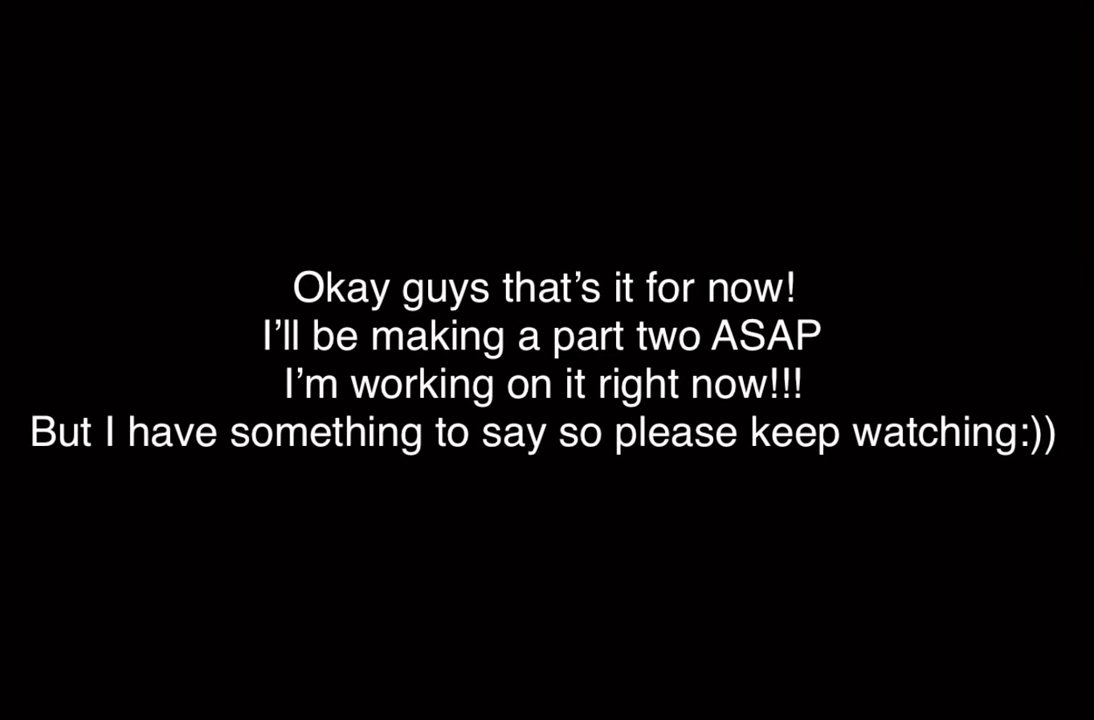 Okay guys that’s it for now!
I’ll be making a part two ASAP
I’m working on it right now!!!
But I have something to say so please keep watching:))